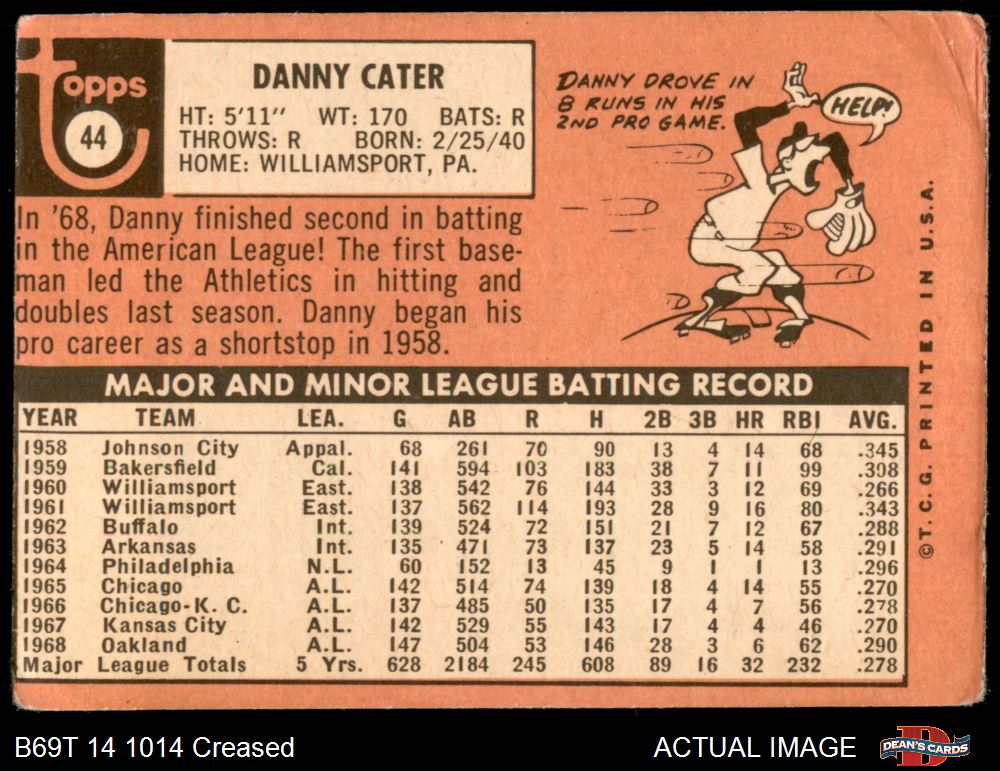 Topps
44
DANNY CATER
HT: 5'11" WT: 170 BATS: R
THROWS: R BORN: 2/25/40
HOME: WILLIAMSPORT, PA.
DANNY DROVE IN
8 RUNS IN HIS
2ND PRO GAME.
HELP!
In '68, Danny finished second in batting
in the American League! The first base-
man led the Athletics in hitting and
doubles last season. Danny began his
pro career as a shortstop in 1958.
MAJOR AND MINOR LEAGUE BATTING RECORD
YEAR TEAM LEA. G AB R H 2B 3B HR RBI AVG.
1958 Johnson City Appal. 68 261 70 90 13 4 14 68 .345
1959 Bakersfield Cal. 141 594 103 183 38 7 11 99 .308
1960 Williamsport East. 138 542 76 144 33 3 12 69 .266
1961 Williamsport East. 137 562 114 193 28 9 16 80 .343
1962 Buffalo Int. 139 524 72 151 21 7 12 67 .288
1963 Arkansas Int. 135 471 73 137 23 5 14 58 .291
1964 Philadelphia N.L. 60 152 13 45 9 1 1 13 .296
1965 Chicago A.L. 142 514 74 139 18 4 14 55 .270
1966 Chicago-K. C. A.L. 137 485 50 135 17 4 7 56 .278
1967 Kansas City A.L. 142 529 55 143 17 4 4 46 .270
1968 Oakland A.L. 147 504 53 146 28 3 6 62 .290
Major League Totals 5 Yrs. 628 2184 245 608 89 16 32 232 .278
© T. C. G. PRINTED IN U.S.A.
B69T 14 1014 Creased
ACTUAL IMAGE
DEAN'S CARDS